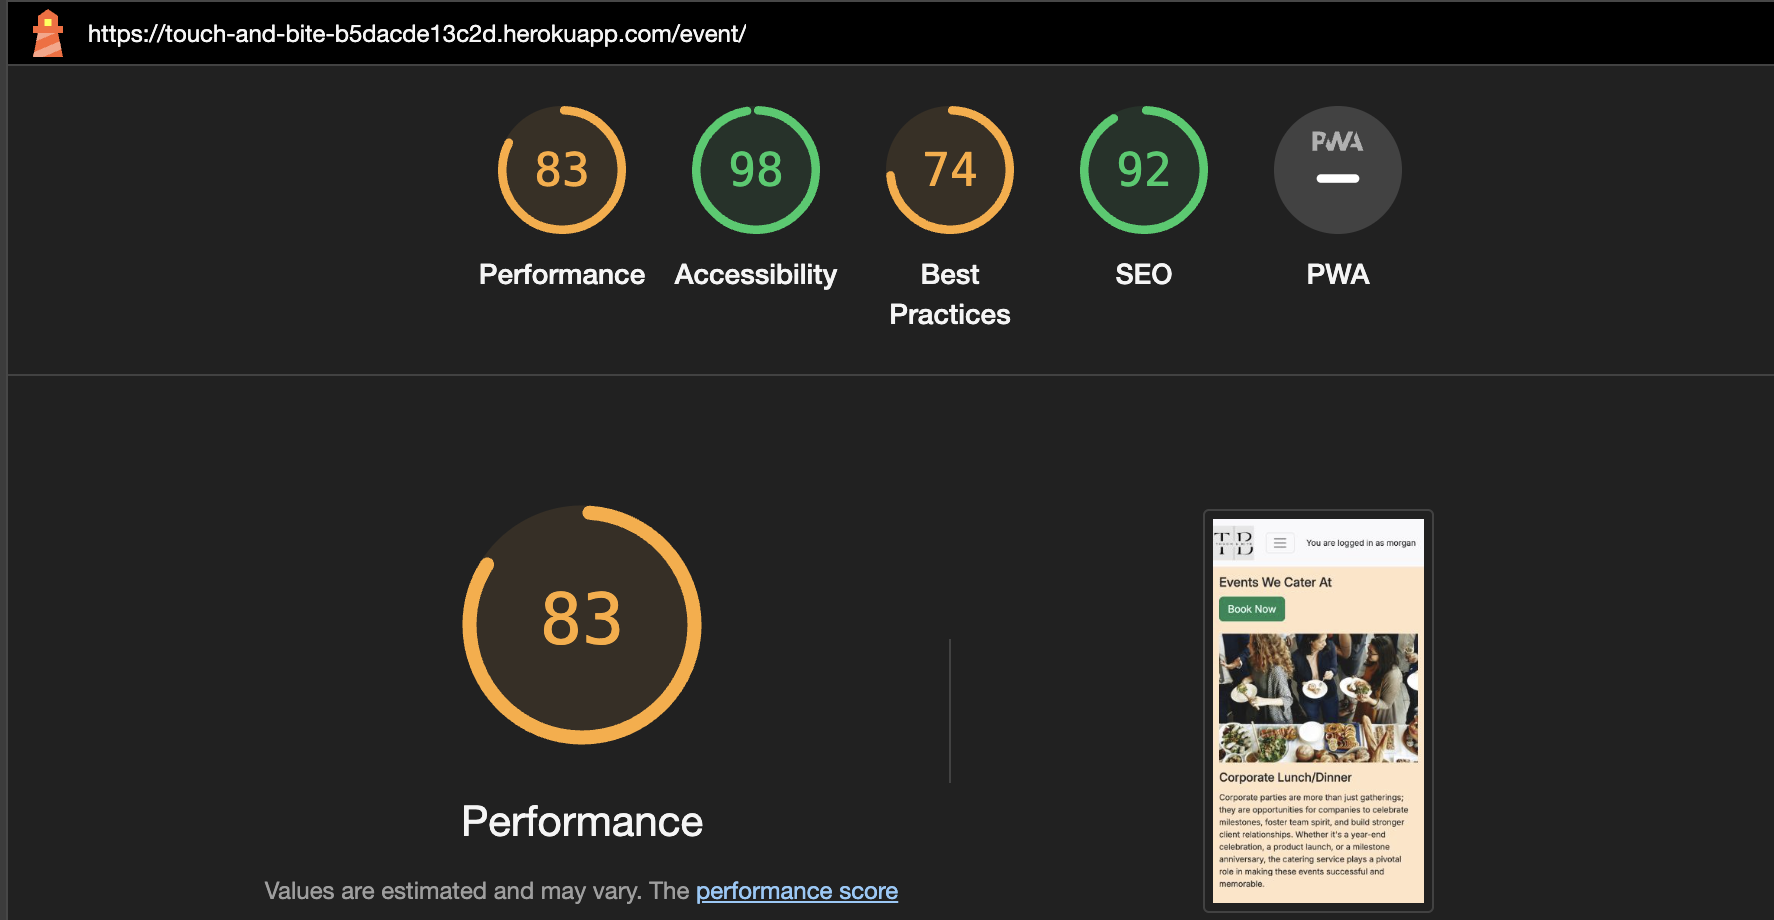 https://touch-and-bite-b5dacde13c2d.herokuapp.com/event/
83
98
74
92
PWA
Performance
Accessibility
Best
Practices
SEO
PWA
83
Performance
Values are estimated and may vary. The performance score
T B
You are logged in as morgan
Events We Cater At
Book Now
Corporate Lunch/Dinner
Corporate parties are more than just gatherings;
they are opportunities for companies to celebrate
milestones, foster team spirit, and build stronger
client relationships. Whether it's a year-end
celebration, a product launch, or a milestone
anniversary, the catering service plays a pivotal
role in making these events successful and
memorable.